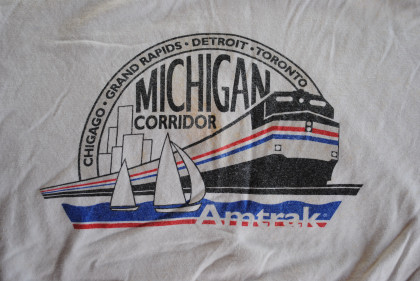 CHICAGO • GRAND RAPIDS • DETROIT • TORONTO
MICHIGAN
CORRIDOR
Amtrak®